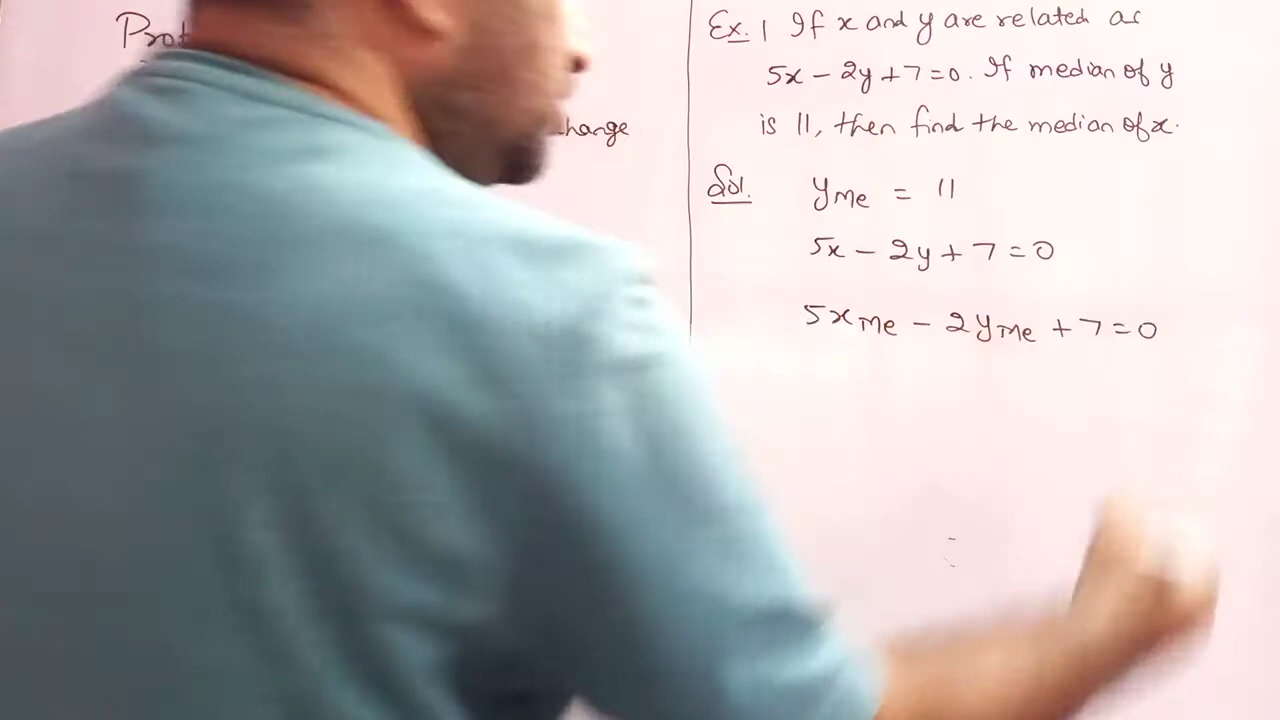 hange
Ex. 1 If x and y are related as
5x - 2y + 7 = 0. If median of y
is 11, then find the median of x.
Sol. yMe = 11
5x - 2y + 7 = 0
5xMe - 2yMe + 7 = 0